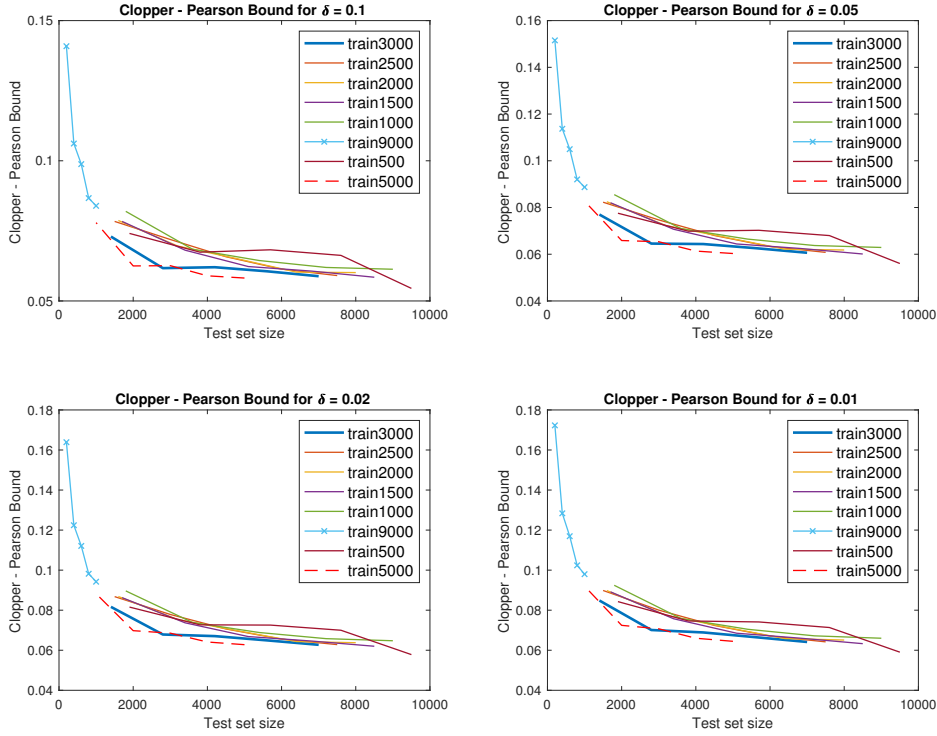 Clopper - Pearson Bound for δ = 0.1
Clopper - Pearson Bound
0.15
0.1
0.05
0
2000
4000
6000
8000
10000
Test set size
train3000
train2500
train2000
train1500
train1000
train9000
train500
train5000
Clopper - Pearson Bound for δ = 0.05
Clopper - Pearson Bound
0.16
0.14
0.12
0.1
0.08
0.06
0.04
0
2000
4000
6000
8000
10000
Test set size
train3000
train2500
train2000
train1500
train1000
train9000
train500
train5000
Clopper - Pearson Bound for δ = 0.02
Clopper - Pearson Bound
0.18
0.16
0.14
0.12
0.1
0.08
0.06
0.04
0
2000
4000
6000
8000
10000
Test set size
train3000
train2500
train2000
train1500
train1000
train9000
train500
train5000
Clopper - Pearson Bound for δ = 0.01
Clopper - Pearson Bound
0.18
0.16
0.14
0.12
0.1
0.08
0.06
0.04
0
2000
4000
6000
8000
10000
Test set size
train3000
train2500
train2000
train1500
train1000
train9000
train500
train5000